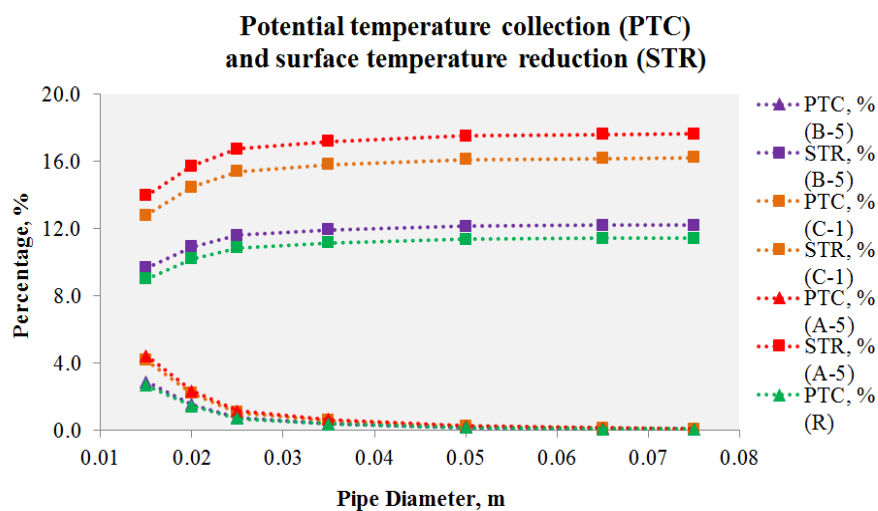 Potential temperature collection (PTC)
and surface temperature reduction (STR)
20.0
16.0
12.0
8.0
4.0
0.0
Percentage, %
0.01
0.02
0.03
0.04
0.05
0.06
0.07
0.08
Pipe Diameter, m
PTC, %
(B-5)
STR, %
(B-5)
PTC, %
(C-1)
STR, %
(C-1)
PTC, %
(A-5)
STR, %
(A-5)
PTC, %
(R)